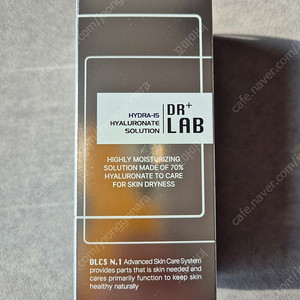 HYDRA-15
HYALURONATE
SOLUTION
DR+
LAB
HIGHLY MOISTURIZING
SOLUTION MADE OF 70%
HYALURONATE TO CARE
FOR SKIN DRYNESS
DLCS N.1 Advanced Skin Care System
provides parts that is skin needed and
cares primarily function to keep skin
healthy naturally
cafe.naver.com